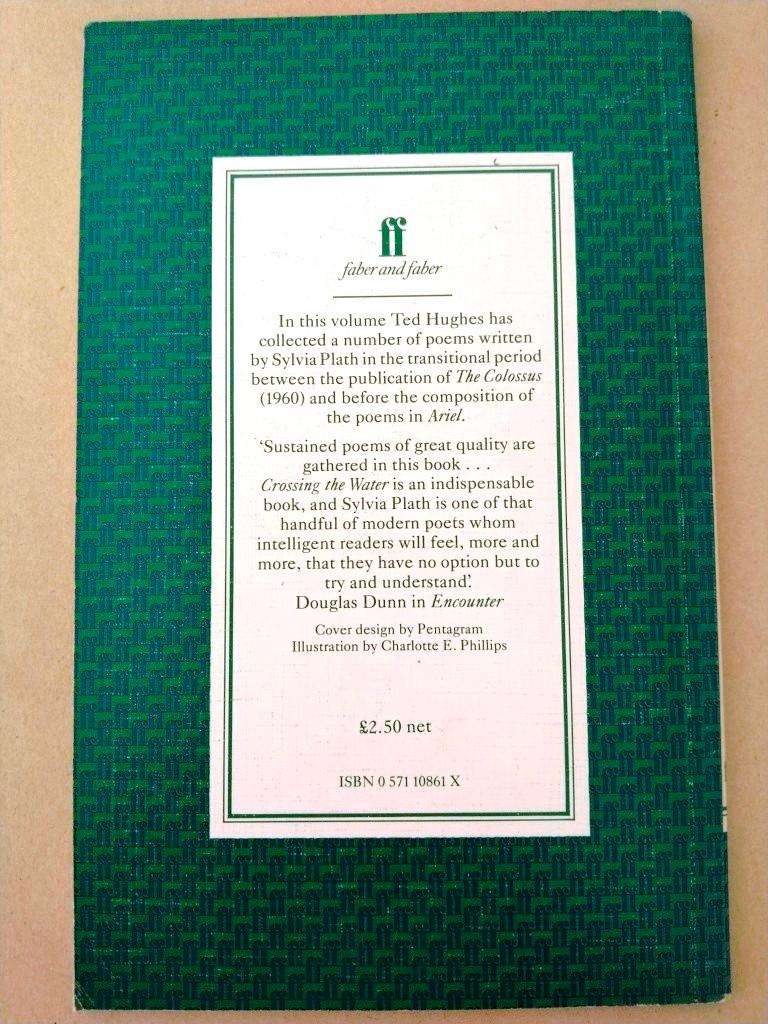 ff
faber and faber
In this volume Ted Hughes has
collected a number of poems written
by Sylvia Plath in the transitional period
between the publication of The Colossus
(1960) and before the composition of
the poems in Ariel.
‘Sustained poems of great quality are
gathered in this book . . .
Crossing the Water is an indispensable
book, and Sylvia Plath is one of that
handful of modern poets whom
intelligent readers will feel, more and
more, that they have no option but to
try and understand’.
Douglas Dunn in Encounter
Cover design by Pentagram
Illustration by Charlotte E. Phillips
£2.50 net
ISBN 0 571 10861 X